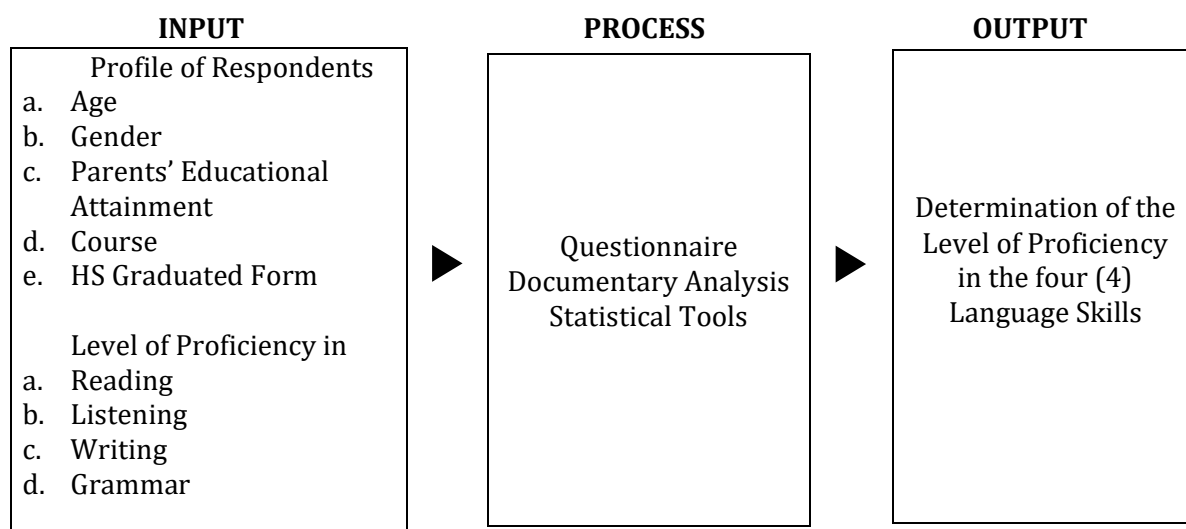 INPUT
Profile of Respondents
a. Age
b. Gender
c. Parents’ Educational
Attainment
d. Course
e. HS Graduated Form
Level of Proficiency in
a. Reading
b. Listening
c. Writing
d. Grammar
PROCESS
Questionnaire
Documentary Analysis
Statistical Tools
OUTPUT
Determination of the
Level of Proficiency
in the four (4)
Language Skills